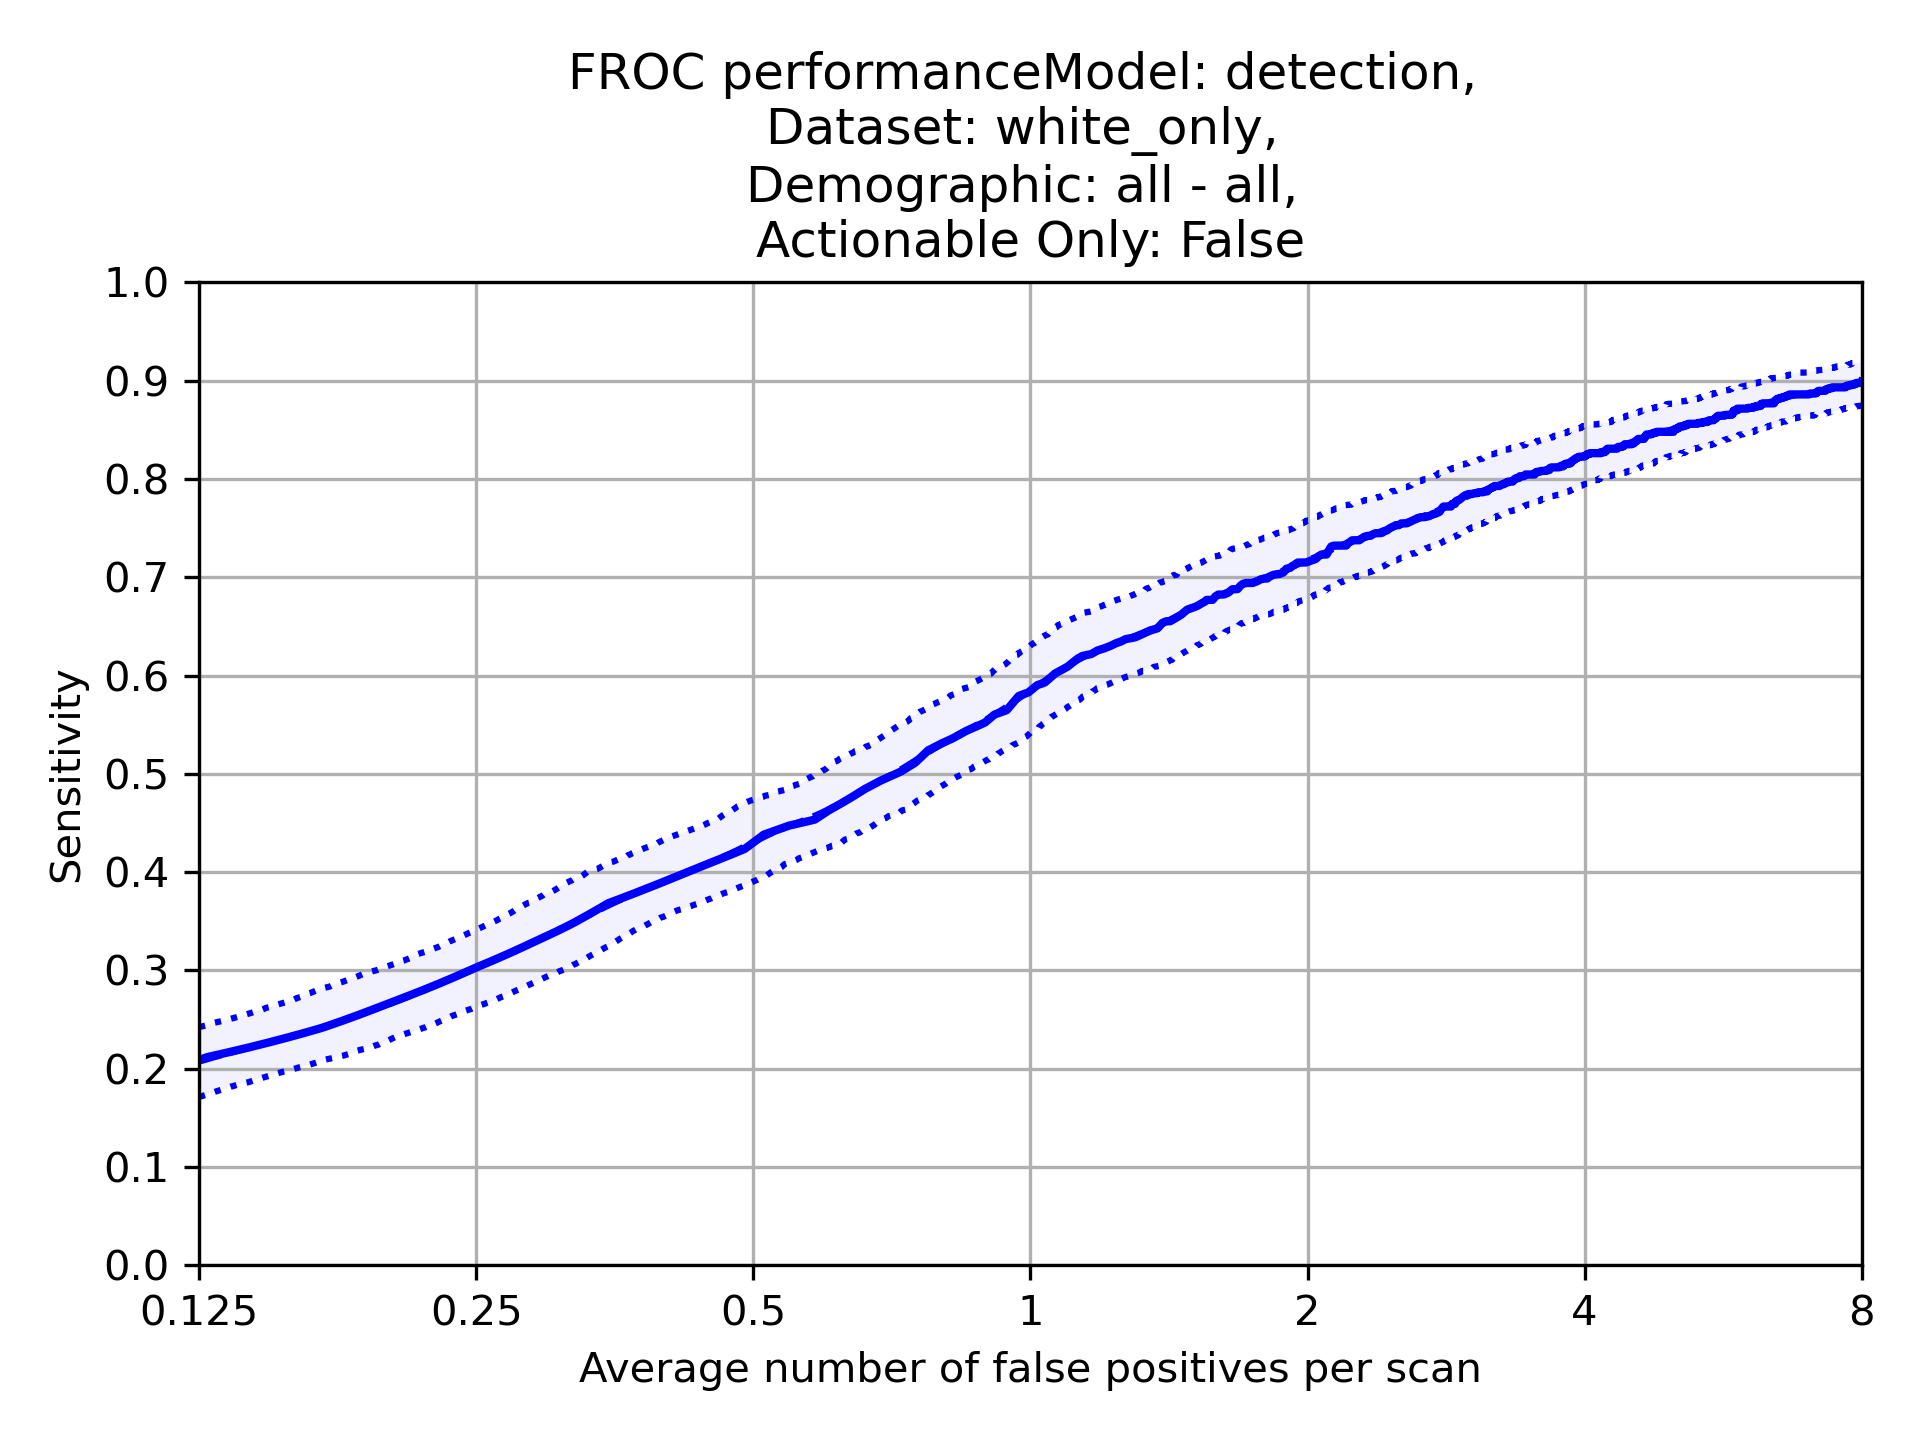 FROC performanceModel: detection,
Dataset: white_only,
Demographic: all - all,
Actionable Only: False
1.0
0.9
0.8
0.7
0.6
0.5
0.4
0.3
0.2
0.1
0.0
Sensitivity
0.125 0.25 0.5 1 2 4 8
Average number of false positives per scan